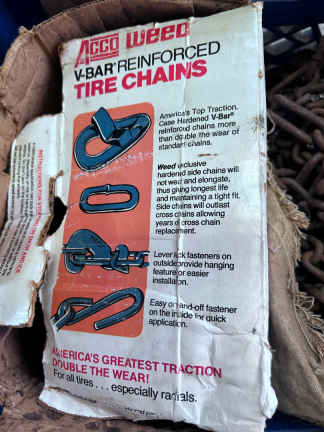 ACCO Weed
V-BAR® REINFORCED
TIRE CHAINS
America's Top Traction.
Case Hardened V-Bar®
reinforced chains more
than double the wear of
standard chains.
Weed exclusive
hardened side chains will
not wear and elongate,
thus giving longest life
and maintaining a tight fit.
Side chains will outlast
cross chains allowing
years of cross chain
replacement.
Lever lock fasteners on
outside provide hanging
feature for easier
installation.
Easy on-and-off fastener
on the inside for quick
application.
AMERICA'S GREATEST TRACTION
DOUBLE THE WEAR!
For all tires . . . especially radials.